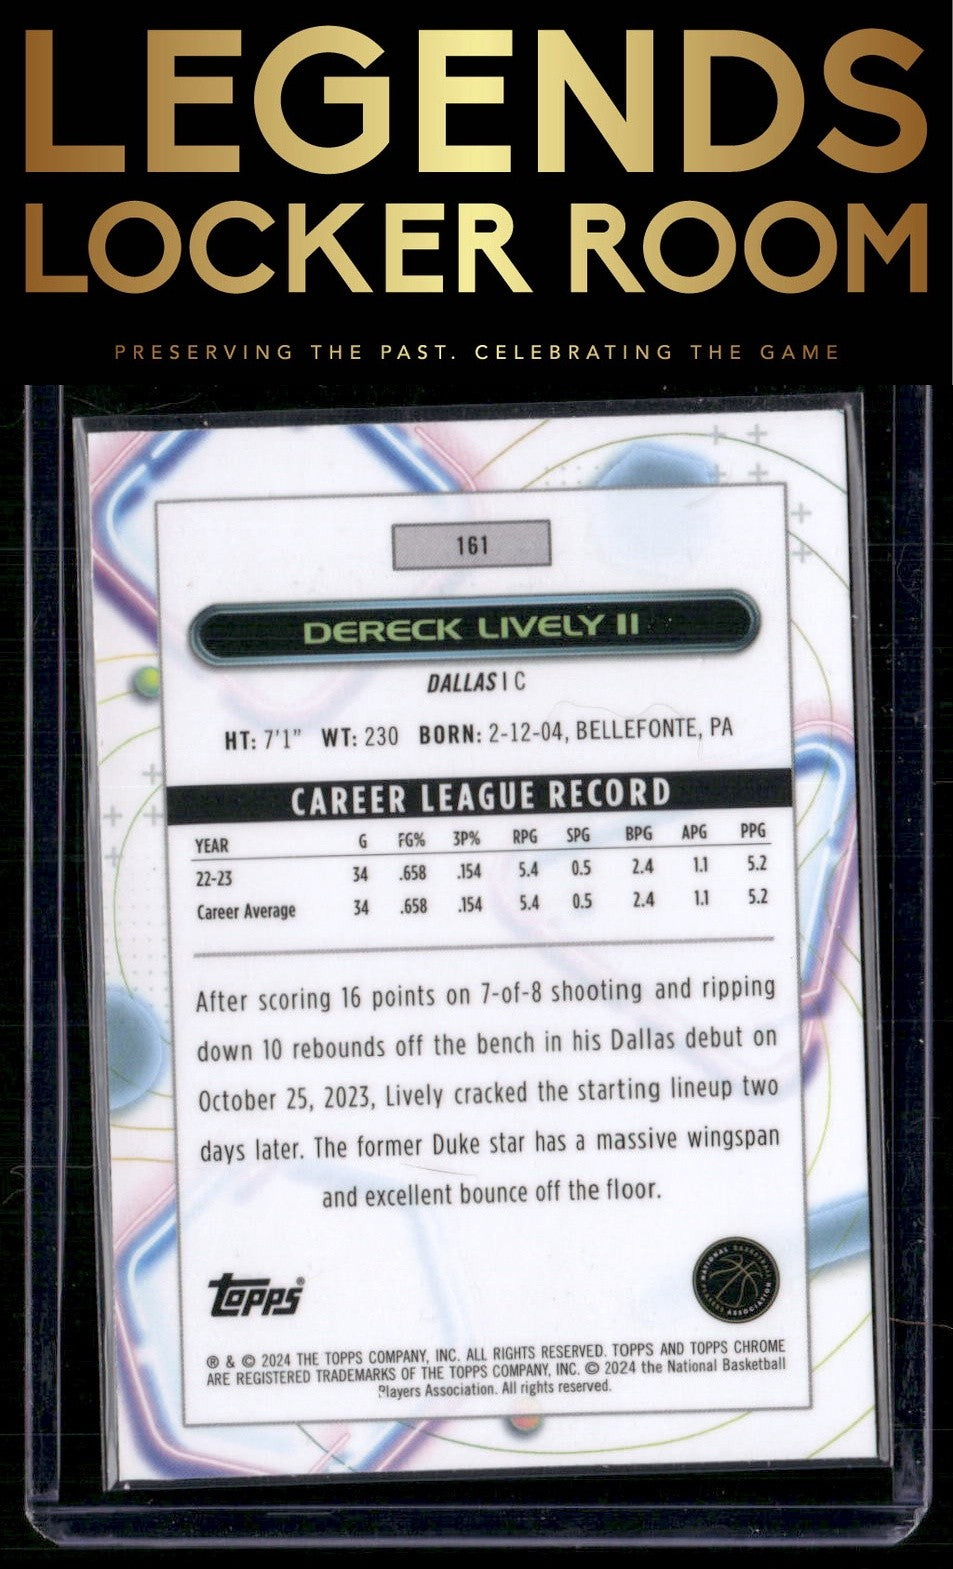 LEGENDS
LOCKER ROOM
PRESERVING THE PAST. CELEBRATING THE GAME
161
DERECK LIVELY II
DALLAS | C
HT: 7'1" WT: 230 BORN: 2-12-04, BELLEFONTE, PA
CAREER LEAGUE RECORD
YEAR G FG% 3P% RPG SPG BPG APG PPG
22-23 34 .658 .154 5.4 0.5 2.4 1.1 5.2
Career Average 34 .658 .154 5.4 0.5 2.4 1.1 5.2
After scoring 16 points on 7-of-8 shooting and ripping
down 10 rebounds off the bench in his Dallas debut on
October 25, 2023, Lively cracked the starting lineup two
days later. The former Duke star has a massive wingspan
and excellent bounce off the floor.
topps®
NATIONAL BASKETBALL PLAYERS ASSOCIATION
® & © 2024 THE TOPPS COMPANY, INC. ALL RIGHTS RESERVED. TOPPS AND TOPPS CHROME
ARE REGISTERED TRADEMARKS OF THE TOPPS COMPANY, INC. © 2024 the National Basketball
Players Association. All rights reserved.